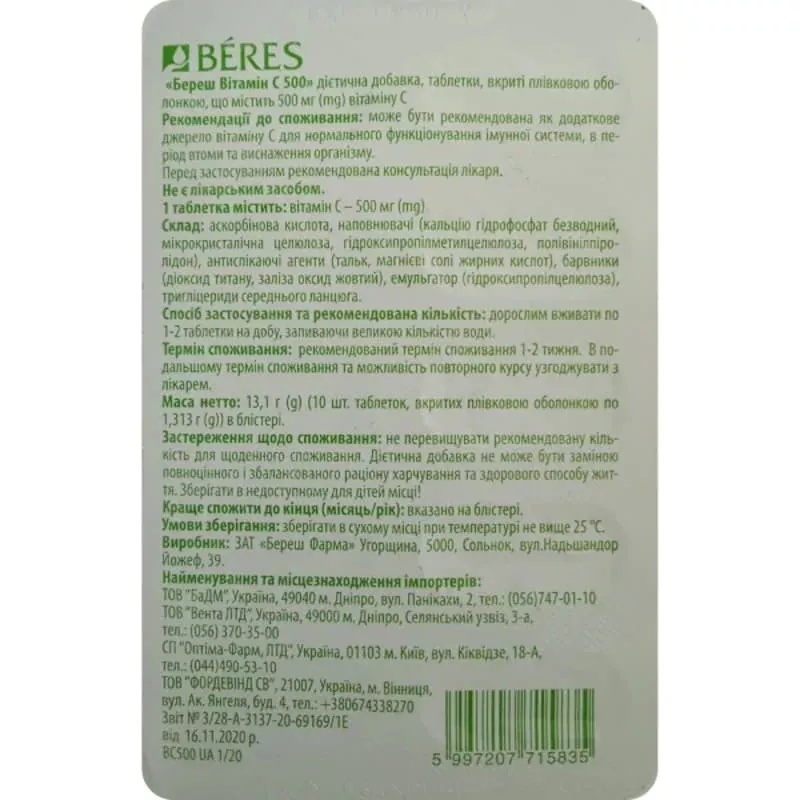 BÉRES
«Береш Вітамін С 500» дієтична добавка, таблетки, вкриті плівковою обо-
лонкою, що містить 500 мг (mg) вітаміну С
Рекомендації до споживання: може бути рекомендована як додаткове
джерело вітаміну С для нормального функціонування імунної системи, в пе-
ріод втоми та виснаження організму.
Перед застосуванням рекомендована консультація лікаря.
Не є лікарським засобом.
1 таблетка містить: вітамін С – 500 мг (mg)
Склад: аскорбінова кислота, наповнювачі (кальцію гідрофосфат безводний,
мікрокристалічна целюлоза, гідроксипропілметилцелюлоза, полівінілпіро-
лідон), антиспікаючі агенти (тальк, магнієві солі жирних кислот), барвники
(діоксид титану, заліза оксид жовтий), емульгатор (гідроксипропілцелюлоза),
тригліцериди середнього ланцюга.
Спосіб застосування та рекомендована кількість: дорослим вживати по
1-2 таблетки на добу, запиваючи великою кількістю води.
Термін споживання: рекомендований термін споживання 1-2 тижня. В по-
дальшому термін споживання та можливість повторного курсу узгоджувати з
лікарем.
Маса нетто: 13,1 г (g) (10 шт. таблеток, вкритих плівковою оболонкою по
1,313 г (g)) в блістері.
Застереження щодо споживання: не перевищувати рекомендовану кіль-
кість для щоденного споживання. Дієтична добавка не може бути заміною
повноцінного і збалансованого раціону харчування та здорового способу жит-
тя. Зберігати в недоступному для дітей місці!
Краще спожити до кінця (місяць/рік): вказано на блістері.
Умови зберігання: зберігати в сухому місці при температурі не вище 25 °С.
Виробник: ЗАТ «Береш Фарма» Угорщина, 5000, Сольнок, вул.Надьшандор
Йожеф, 39.
Найменування та місцезнаходження імпортерів:
ТОВ "БаДМ", Україна, 49040 м. Дніпро, вул. Панікахи, 2, тел.: (056)747-01-10
ТОВ "Вента ЛТД", Україна, 49000 м. Дніпро, Селянський узвіз, 3-а,
тел.: (056) 370-35-00
СП "Оптіма-Фарм, ЛТД", Україна, 01103 м. Київ, вул. Кіквідзе, 18-А,
тел.: (044)490-53-10
ТОВ "ФОРДЕВІНД СВ", 21007, Україна, м. Вінниця,
вул. Ак. Янгеля, буд. 4, тел.: +380674338270
Звіт № 3/28-А-3137-20-69169/1Е
від 16.11.2020 р.
BC500 UA 1/20
5 997207 715835